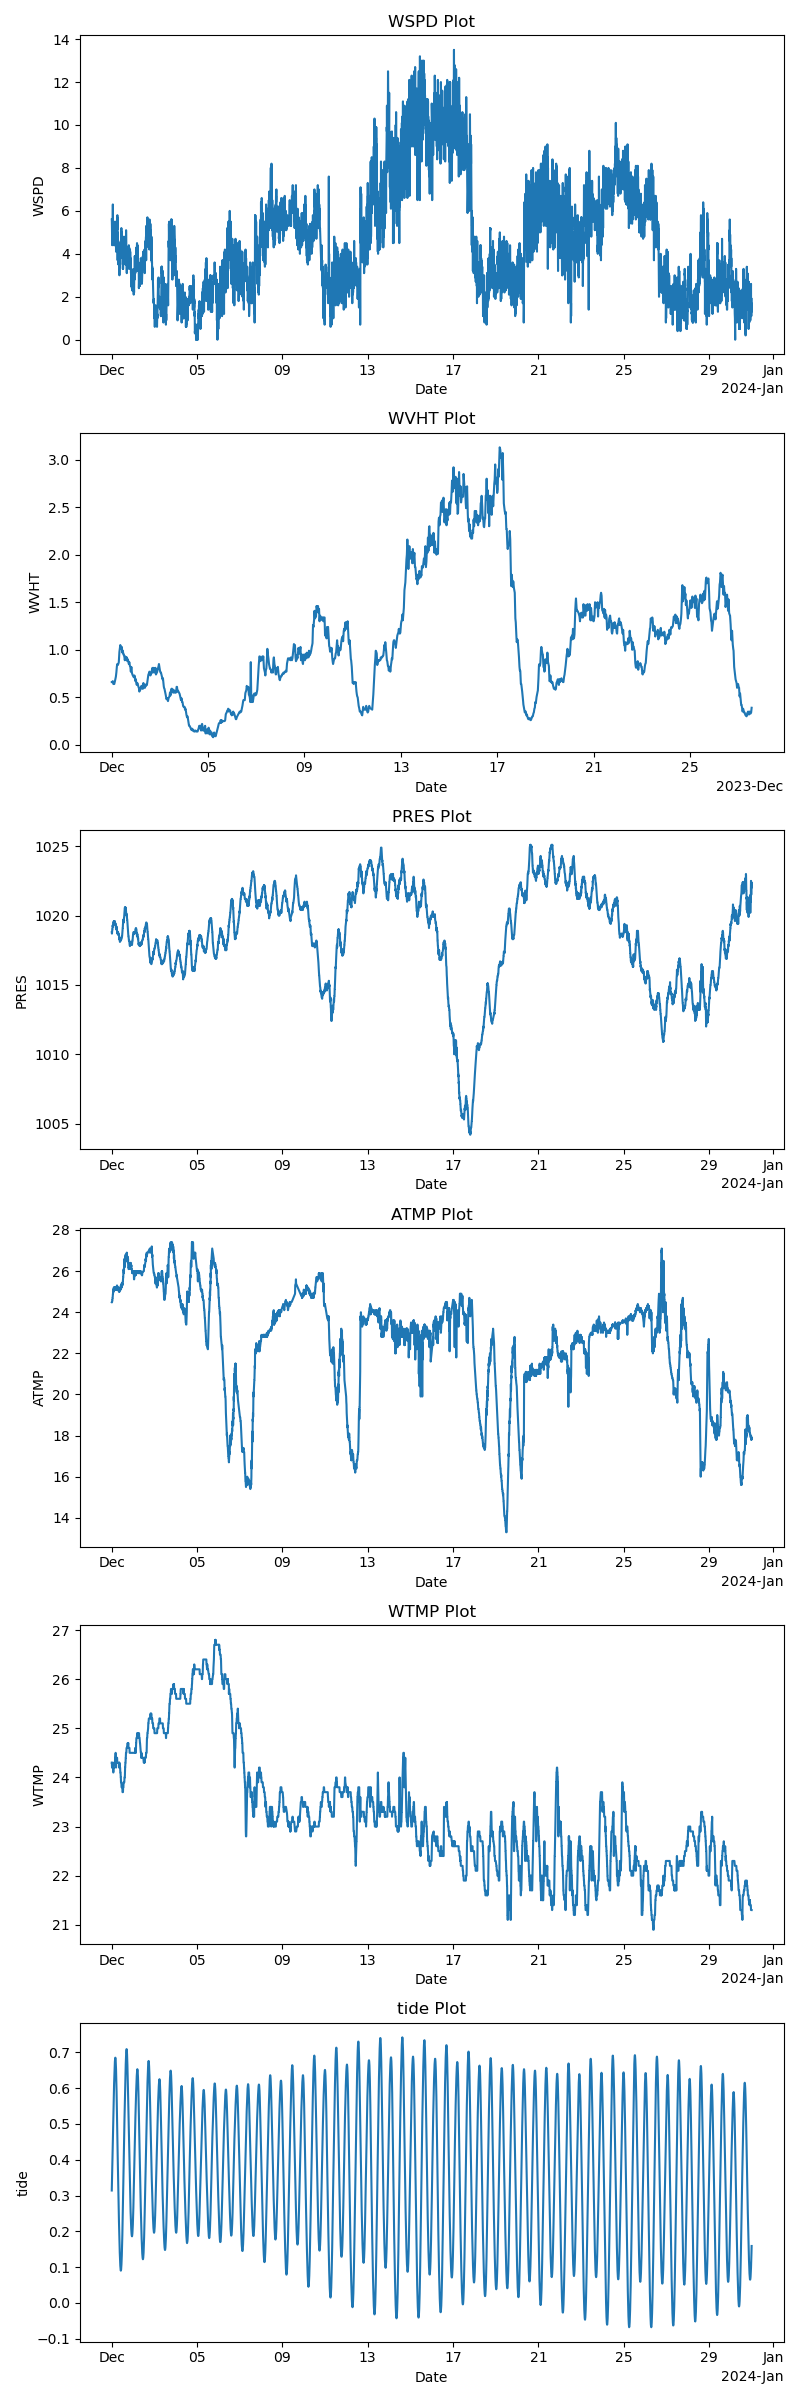 WSPD Plot
14
12
10
8
6
4
2
0
WSPD
Dec 05 09 13 17 21 25 29 Jan
Date
2024-Jan
WVHT Plot
3.0
2.5
2.0
1.5
1.0
0.5
0.0
WVHT
Dec 05 09 13 17 21 25
Date
2023-Dec
PRES Plot
1025
1020
1015
1010
1005
PRES
Dec 05 09 13 17 21 25 29 Jan
Date
2024-Jan
ATMP Plot
28
26
24
22
20
18
16
14
ATMP
Dec 05 09 13 17 21 25 29 Jan
Date
2024-Jan
WTMP Plot
27
26
25
24
23
22
21
WTMP
Dec 05 09 13 17 21 25 29 Jan
Date
2024-Jan
tide Plot
0.7
0.6
0.5
0.4
0.3
0.2
0.1
0.0
−0.1
tide
Dec 05 09 13 17 21 25 29 Jan
Date
2024-Jan